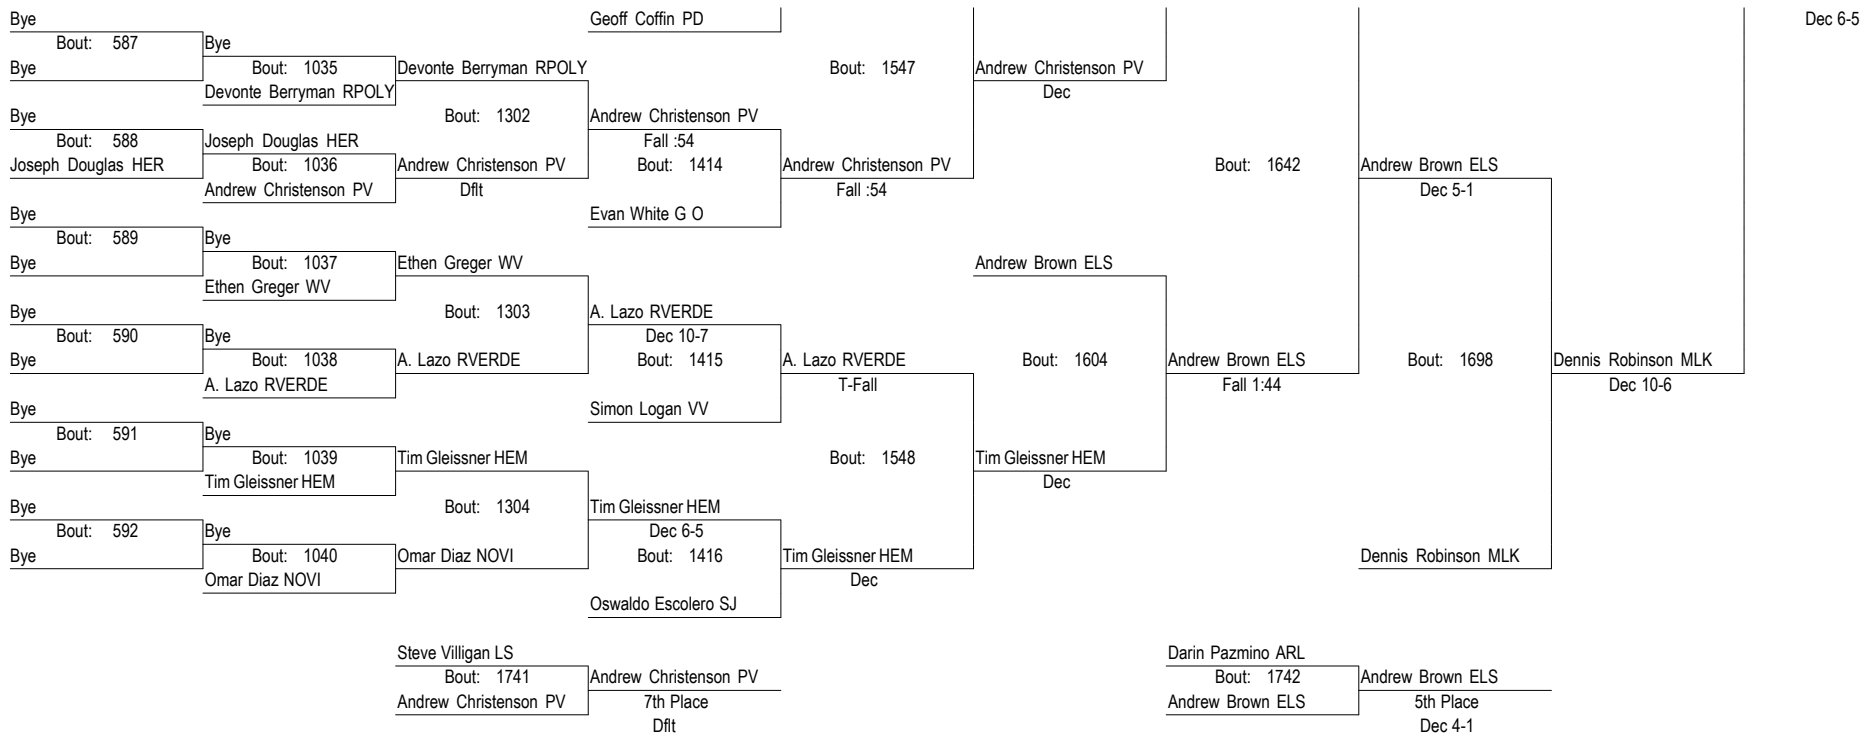 Bye
Geoff Coffin PD
Dec 6-5
Bout: 587
Bye
Bye
Bout: 1035
Devonte Berryman RPOLY
Bout: 1547
Andrew Christenson PV
Devonte Berryman RPOLY
Dec
Bye
Bout: 1302
Andrew Christenson PV
Bout: 588
Joseph Douglas HER
Fall :54
Joseph Douglas HER
Bout: 1036
Andrew Christenson PV
Bout: 1414
Andrew Christenson PV
Bout: 1642
Andrew Brown ELS
Andrew Christenson PV
Dflt
Fall :54
Dec 5-1
Bye
Evan White G O
Bout: 589
Bye
Bye
Bout: 1037
Ethen Greger WV
Andrew Brown ELS
Ethen Greger WV
Bye
Bout: 1303
A. Lazo RVERDE
Bout: 590
Bye
Dec 10-7
Bye
Bout: 1038
A. Lazo RVERDE
Bout: 1415
A. Lazo RVERDE
Bout: 1604
Andrew Brown ELS
Bout: 1698
Dennis Robinson MLK
A. Lazo RVERDE
T-Fall
Fall 1:44
Dec 10-6
Bye
Simon Logan VV
Bout: 591
Bye
Bye
Bout: 1039
Tim Gleissner HEM
Bout: 1548
Tim Gleissner HEM
Tim Gleissner HEM
Dec
Bye
Bout: 1304
Tim Gleissner HEM
Bout: 592
Bye
Dec 6-5
Bye
Bout: 1040
Omar Diaz NOVI
Bout: 1416
Tim Gleissner HEM
Dennis Robinson MLK
Omar Diaz NOVI
Dec
Oswaldo Escolero SJ
Steve Villigan LS
Darin Pazmino ARL
Bout: 1741
Andrew Christenson PV
Bout: 1742
Andrew Brown ELS
Andrew Christenson PV
7th Place
Andrew Brown ELS
5th Place
Dflt
Dec 4-1